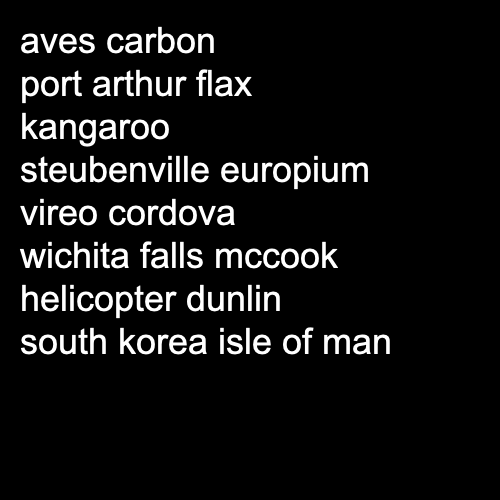 aves carbon
port arthur flax
kangaroo
steubenville europium
vireo cordova
wichita falls mccook
helicopter dunlin
south korea isle of man